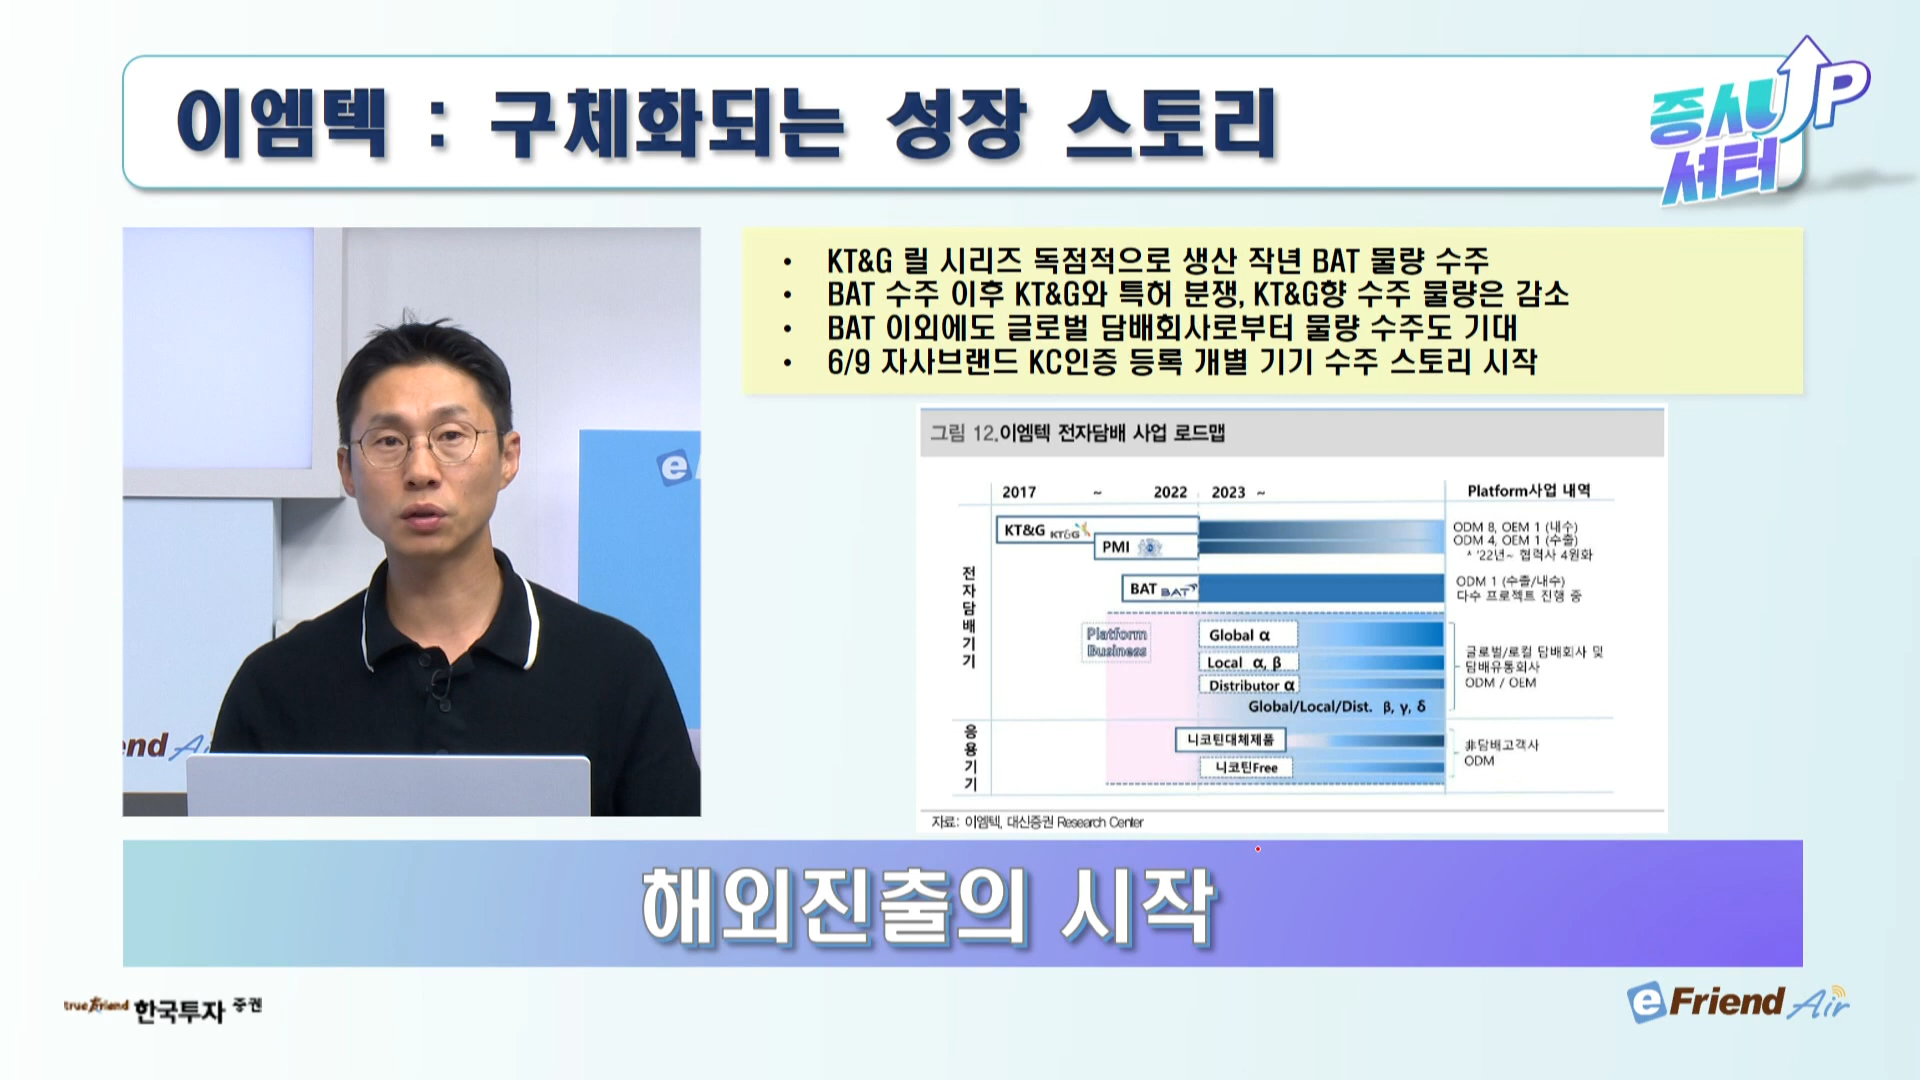 이엠텍 : 구체화되는 성장 스토리
증시UP
셔터
• KT&G 릴 시리즈 독점적으로 생산 작년 BAT 물량 수주
• BAT 수주 이후 KT&G와 특허 분쟁, KT&G향 수주 물량은 감소
• BAT 이외에도 글로벌 담배회사로부터 물량 수주도 기대
• 6/9 자사브랜드 KC인증 등록 개별 기기 수주 스토리 시작
e
end Air
그림 12.이엠텍 전자담배 사업 로드맵
2017 ~ 2022 2023 ~ Platform사업 내역
전자담배기기
KT&G KT&G
PMI
ODM 8, OEM 1 (내수)
ODM 4, OEM 1 (수출)
* '22년~ 협력사 4원화
BAT BAT
ODM 1 (수출/내수)
다수 프로젝트 진행 중
Platform
Business
Global α
Local α, β
Distributor α
Global/Local/Dist. β, γ, δ
글로벌/로컬 담배회사 및
담배유통회사
ODM / OEM
응용기기
니코틴대체제품
니코틴Free
非담배고객사
ODM
자료: 이엠텍, 대신증권 Research Center
해외진출의 시작
true Friend 한국투자 증권
e Friend Air